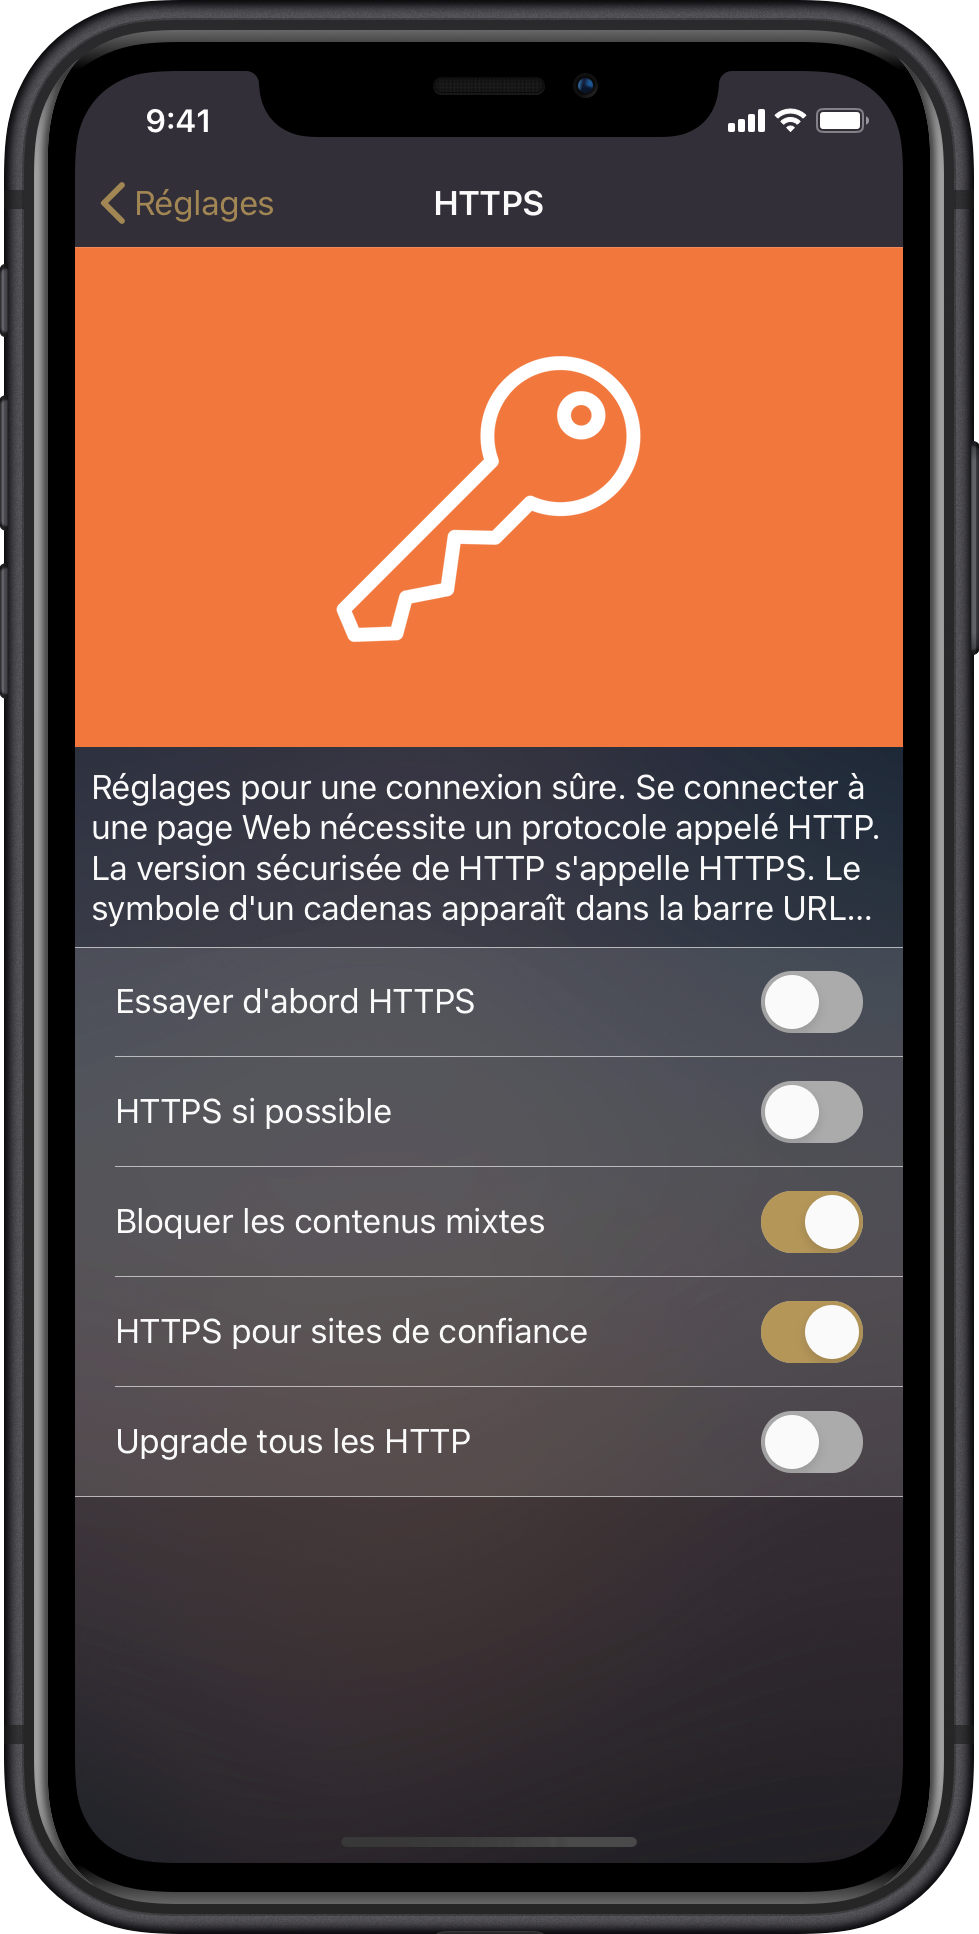 9:41
Réglages
HTTPS
Réglages pour une connexion sûre. Se connecter à
une page Web nécessite un protocole appelé HTTP.
La version sécurisée de HTTP s'appelle HTTPS. Le
symbole d'un cadenas apparaît dans la barre URL...
Essayer d'abord HTTPS
HTTPS si possible
Bloquer les contenus mixtes
HTTPS pour sites de confiance
Upgrade tous les HTTP